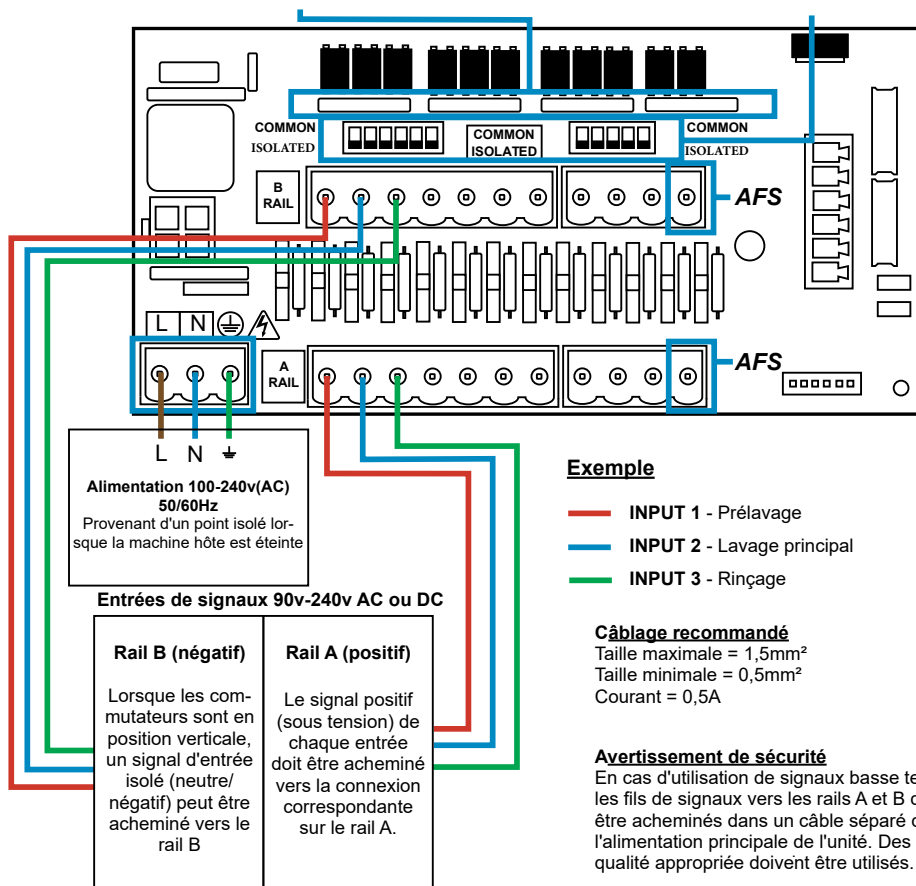 COMMON
ISOLATED
COMMON
ISOLATED
COMMON
ISOLATED
B
RAIL
AFS
L N
A
RAIL
AFS
L N
Alimentation 100-240v(AC)
50/60Hz
Provenant d'un point isolé lor-
sque la machine hôte est éteinte
Exemple
INPUT 1 - Prélavage
INPUT 2 - Lavage principal
INPUT 3 - Rinçage
Entrées de signaux 90v-240v AC ou DC
Rail B (négatif)
Lorsque les com-
mutateurs sont en
position verticale,
un signal d'entrée
isolé (neutre/
négatif) peut être
acheminé vers le
rail B
Rail A (positif)
Le signal positif
(sous tension) de
chaque entrée
doit être acheminé
vers la connexion
correspondante
sur le rail A.
Câblage recommandé
Taille maximale = 1,5mm²
Taille minimale = 0,5mm²
Courant = 0,5A
Avertissement de sécurité
En cas d'utilisation de signaux basse
les fils de signaux vers les rails A et B
être acheminés dans un câble séparé
l'alimentation principale de l'unité. Des
qualité appropriée doivent être utilisés.